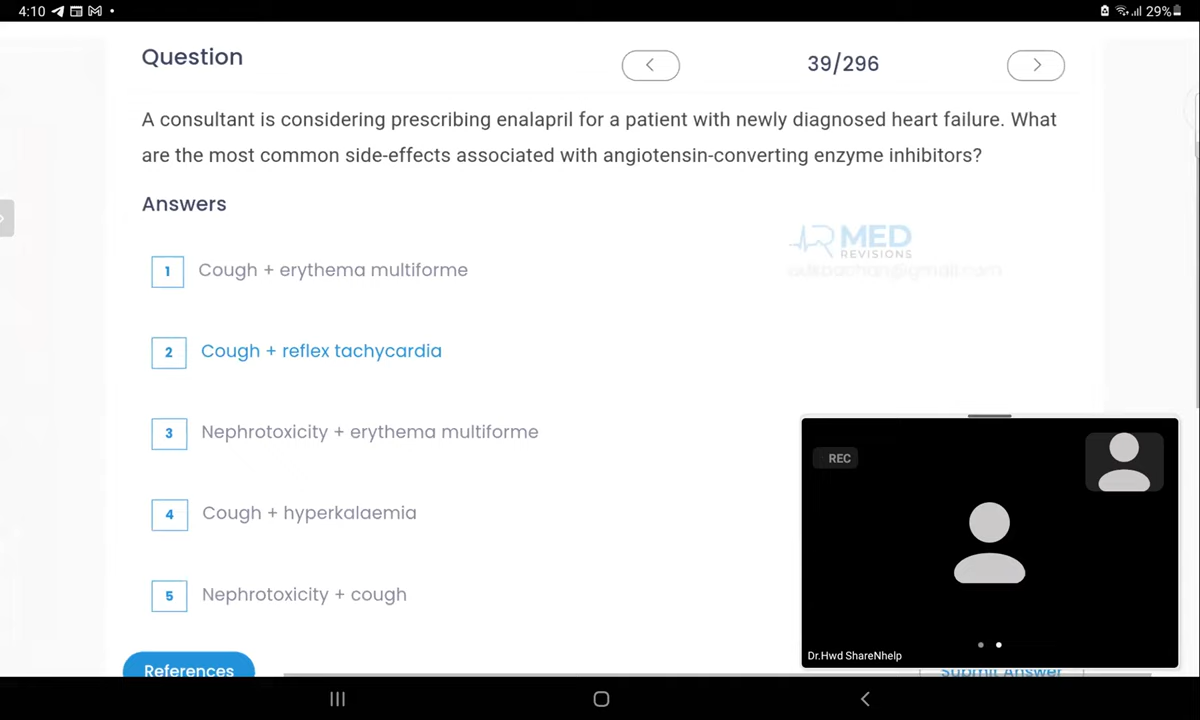 4:10
29%
Question
39/296
A consultant is considering prescribing enalapril for a patient with newly diagnosed heart failure. What
are the most common side-effects associated with angiotensin-converting enzyme inhibitors?
Answers
MED
REVISIONS
1 Cough + erythema multiforme
2 Cough + reflex tachycardia
3 Nephrotoxicity + erythema multiforme
REC
4 Cough + hyperkalaemia
5 Nephrotoxicity + cough
Dr.Hwd ShareNhelp
References
Submit Answer